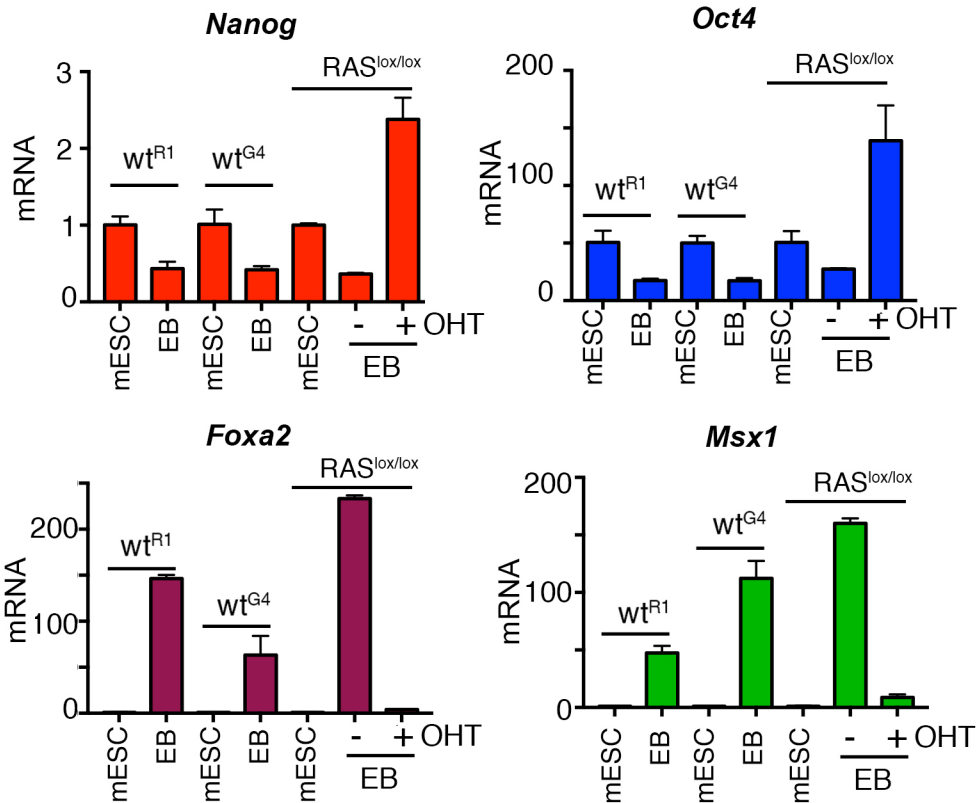 Nanog
3
2
1
0
mRNA
wtR1
wtG4
RASlox/lox
mESC
EB
mESC
EB
mESC
-
+ OHT
EB
Oct4
200
100
0
mRNA
wtR1
wtG4
RASlox/lox
mESC
EB
mESC
EB
mESC
-
+ OHT
EB
Foxa2
200
100
0
mRNA
wtR1
wtG4
RASlox/lox
mESC
EB
mESC
EB
mESC
-
+ OHT
EB
Msx1
200
100
0
mRNA
wtR1
wtG4
RASlox/lox
mESC
EB
mESC
EB
mESC
-
+ OHT
EB